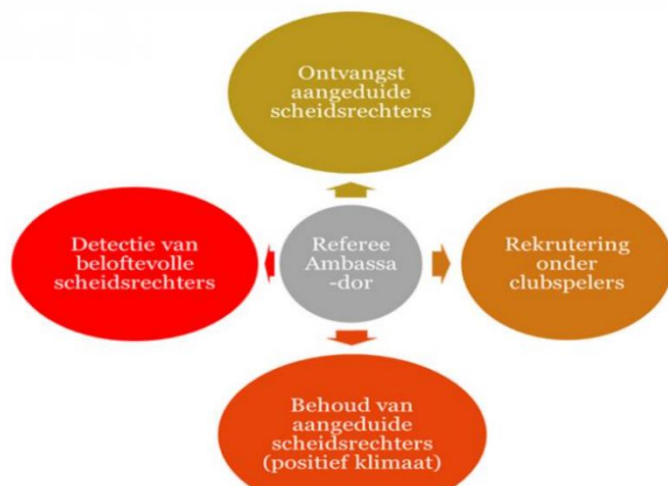 Ontvangst
aangeduide
scheidsrechters
Detectie van
beloftevolle
scheidsrechters
Referee
Ambassa
-dor
Rekrutering
onder
clubspelers
Behoud van
aangeduide
scheidsrechters
(positief klimaat)